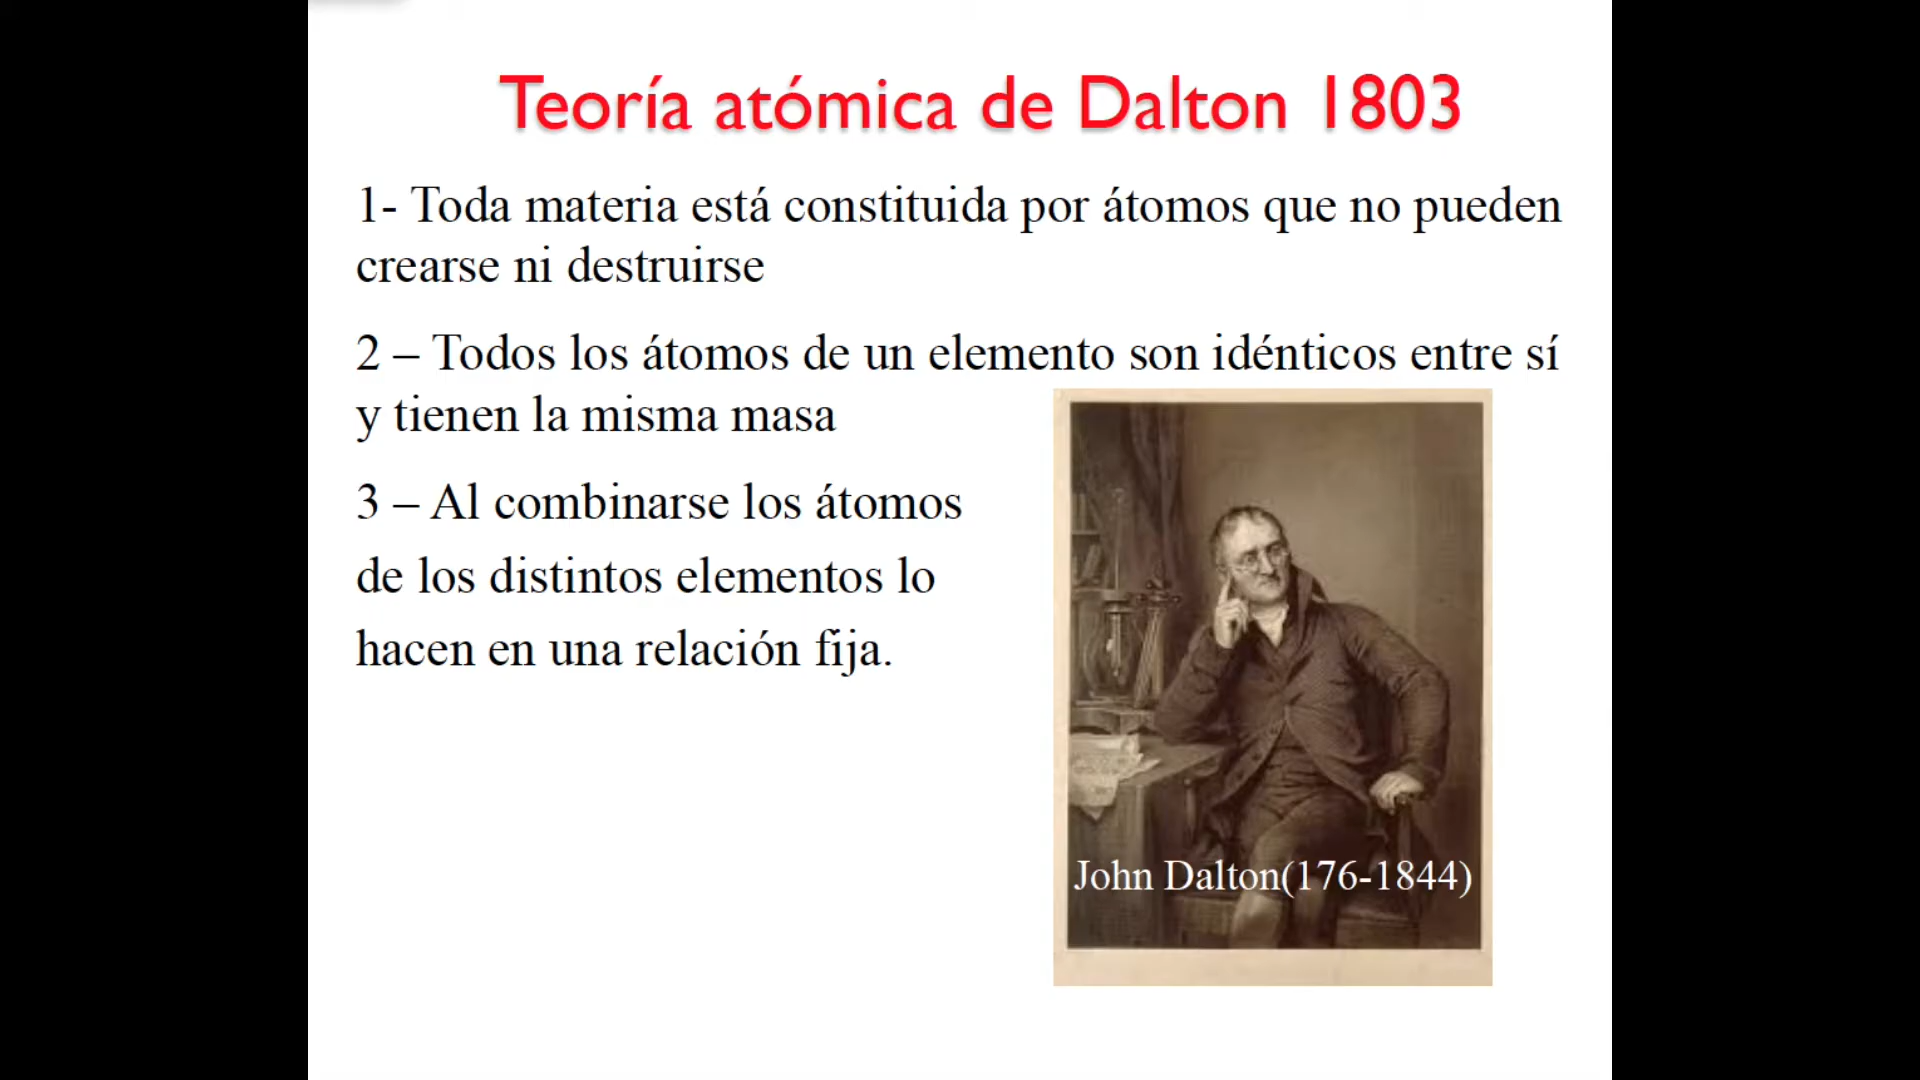 Teoría atómica de Dalton 1803
1- Toda materia está constituida por átomos que no pueden
crearse ni destruirse
2 – Todos los átomos de un elemento son idénticos entre sí
y tienen la misma masa
3 – Al combinarse los átomos
de los distintos elementos lo
hacen en una relación fija.
John Dalton(176-1844)